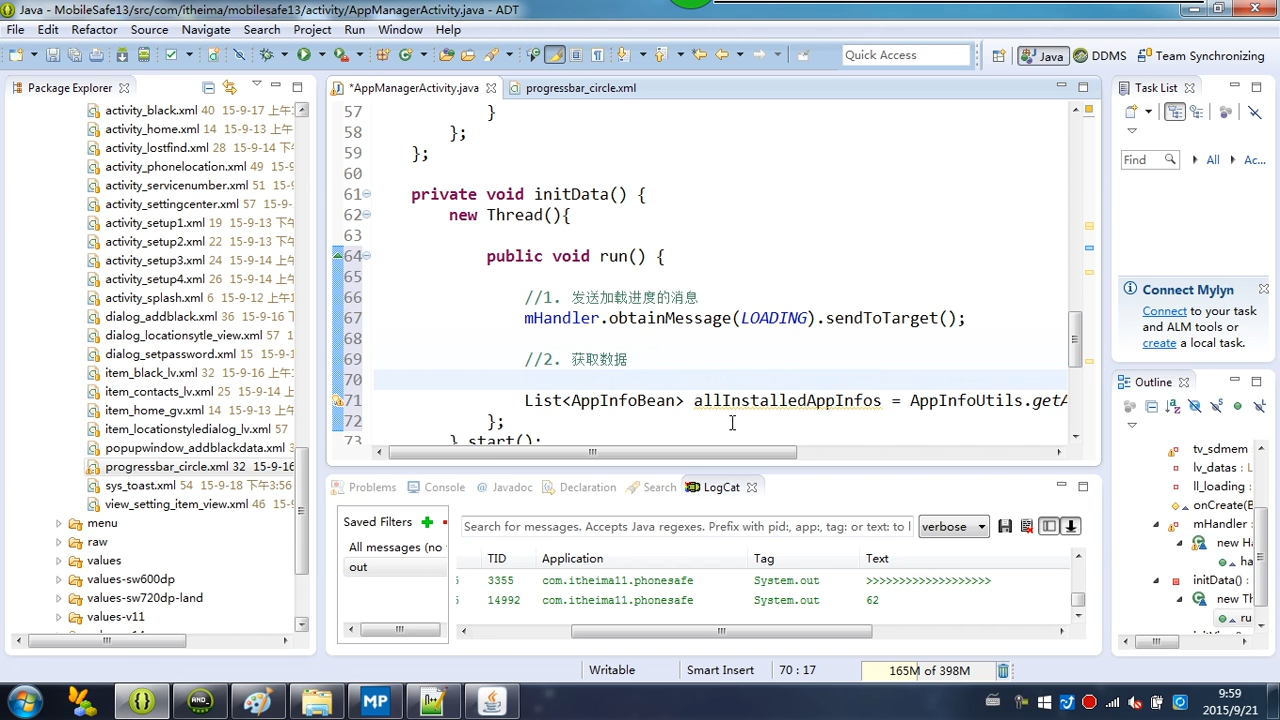 Java - MobileSafe13/src/com/itheima/mobilesafe13/activity/AppManagerActivity.java - ADT
File Edit Refactor Source Navigate Search Project Run Window Help
Quick Access
Java DDMS Team Synchronizing
Package Explorer
activity_black.xml 40 15-9-17 上午
activity_home.xml 14 15-9-13 上午
activity_lostfind.xml 28 15-9-14 下
activity_phonelocation.xml 49 15-9
activity_servicenumber.xml 51 15-9
activity_settingcenter.xml 57 15-9-
activity_setup1.xml 19 15-9-13 下午
activity_setup2.xml 22 15-9-13 下午
activity_setup3.xml 24 15-9-14 上午
activity_setup4.xml 26 15-9-14 上午
activity_splash.xml 6 15-9-12 上午
dialog_addblack.xml 36 15-9-16
dialog_locationsytle_dv.xml 15-9-
dialog_setpassword.xml 15 15-9-
item_black_lv.xml 32 15-9-16 上午
item_contacts_lv.xml 25 15-9-14 上
item_home_gv.xml 14 15-9-13 上午
item_locationstyledialog_lv.xml
popupwindow_addblackdata.xml
progressbar_circle.xml 32 15-9-16
sys_toast.xml 54 15-9-18 下午3:56
view_setting_item_view.xml 46
menu
raw
values
values-sw600dp
values-sw720dp-land
values-v11
*AppManagerActivity.java
progressbar_circle.xml
57 }
58 };
59 };
60
61 private void initData() {
62 new Thread(){
63
64 public void run() {
65
66 //1. 发送加载进度的消息
67 mHandler.obtainMessage(LOADING).sendToTarget();
68
69 //2. 获取数据
70
71 List<AppInfoBean> allInstalledAppInfos = AppInfoUtils.getA
72 };
73 }.start();
Problems Console Javadoc Declaration Search LogCat
Saved Filters
All messages (no
out
Search for messages. Accepts Java regexes. Prefix with pid:, app:, tag: or text: to l
verbose
TID Application Tag Text
5 3355 com.itheima11.phonesafe System.out >>>>>>>>>>>>>>>>>>>
5 14992 com.itheima11.phonesafe System.out 62
Task List
Find All Ac...
Connect Mylyn
Connect to your task
and ALM tools or
create a local task.
Outline
tv_sdmem
lv_datas : L
ll_loading :
onCreate(B
mHandler :
new Ha
ha
initData() :
new Th
ru
Writable Smart Insert 70 : 17 165M of 398M
MP
9:59
2015/9/21